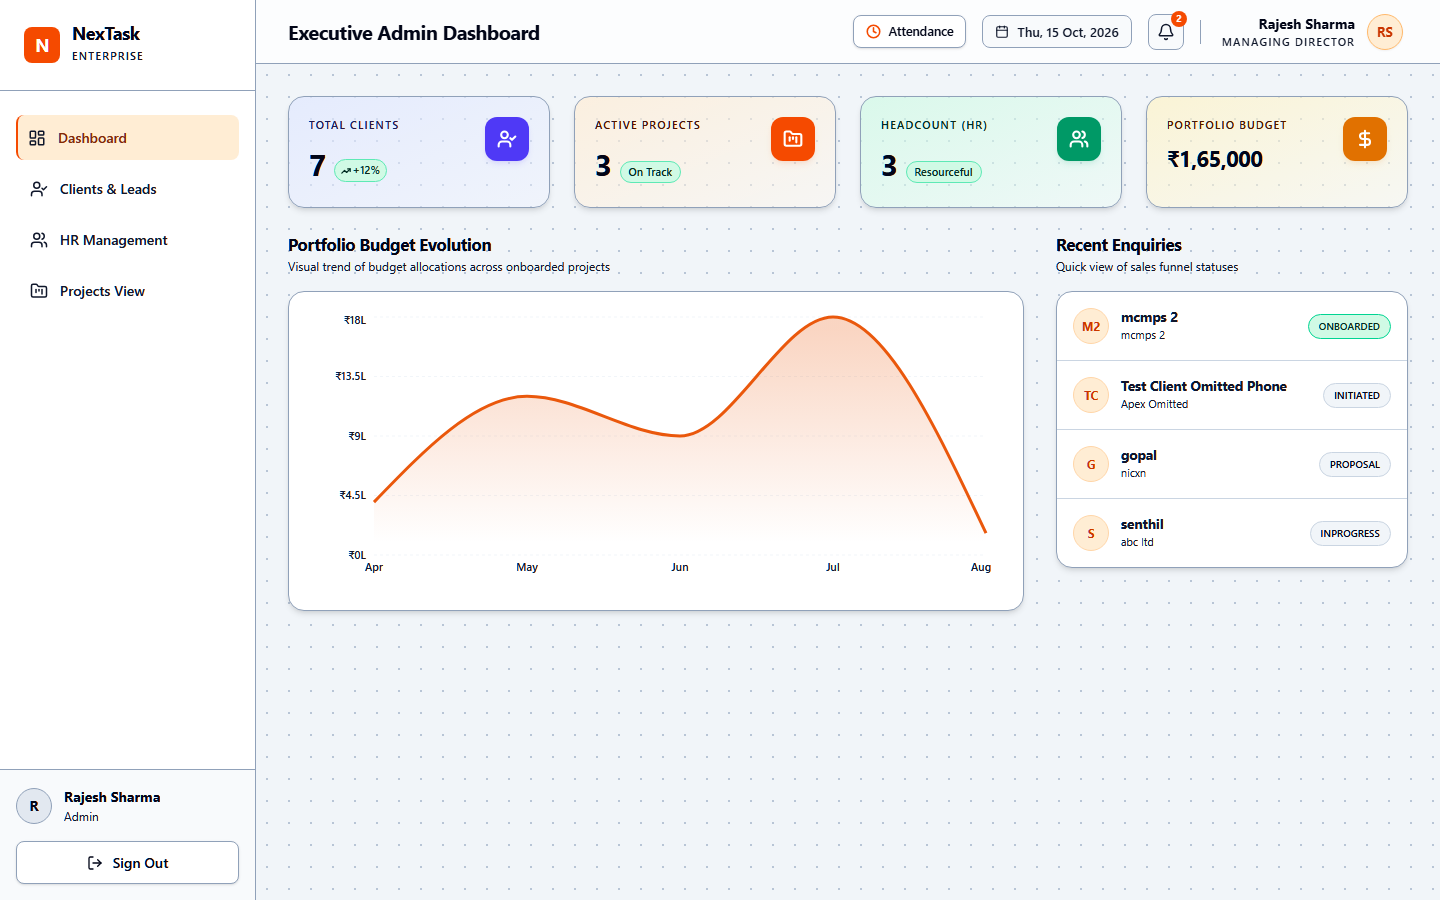 N
NexTask
ENTERPRISE
Dashboard
Clients & Leads
HR Management
Projects View
R
Rajesh Sharma
Admin
Sign Out
Executive Admin Dashboard
Attendance
Thu, 15 Oct, 2026
2
Rajesh Sharma
MANAGING DIRECTOR
RS
TOTAL CLIENTS
7
+12%
ACTIVE PROJECTS
3
On Track
HEADCOUNT (HR)
3
Resourceful
PORTFOLIO BUDGET
₹1,65,000
$
Portfolio Budget Evolution
Visual trend of budget allocations across onboarded projects
₹18L
₹13.5L
₹9L
₹4.5L
₹0L
Apr May Jun Jul Aug
Recent Enquiries
Quick view of sales funnel statuses
M2
mcmps 2
mcmps 2
ONBOARDED
TC
Test Client Omitted Phone
Apex Omitted
INITIATED
G
gopal
nicxn
PROPOSAL
S
senthil
abc ltd
INPROGRESS